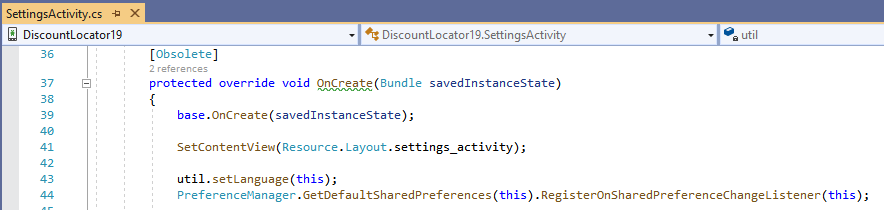 SettingsActivity.cs
DiscountLocator19 DiscountLocator19.SettingsActivity util
36 [Obsolete]
2 references
37 protected override void OnCreate(Bundle savedInstanceState)
38 {
39 base.OnCreate(savedInstanceState);
40
41 SetContentView(Resource.Layout.settings_activity);
42
43 util.setLanguage(this);
44 PreferenceManager.GetDefaultSharedPreferences(this).RegisterOnSharedPreferenceChangeListener(this);